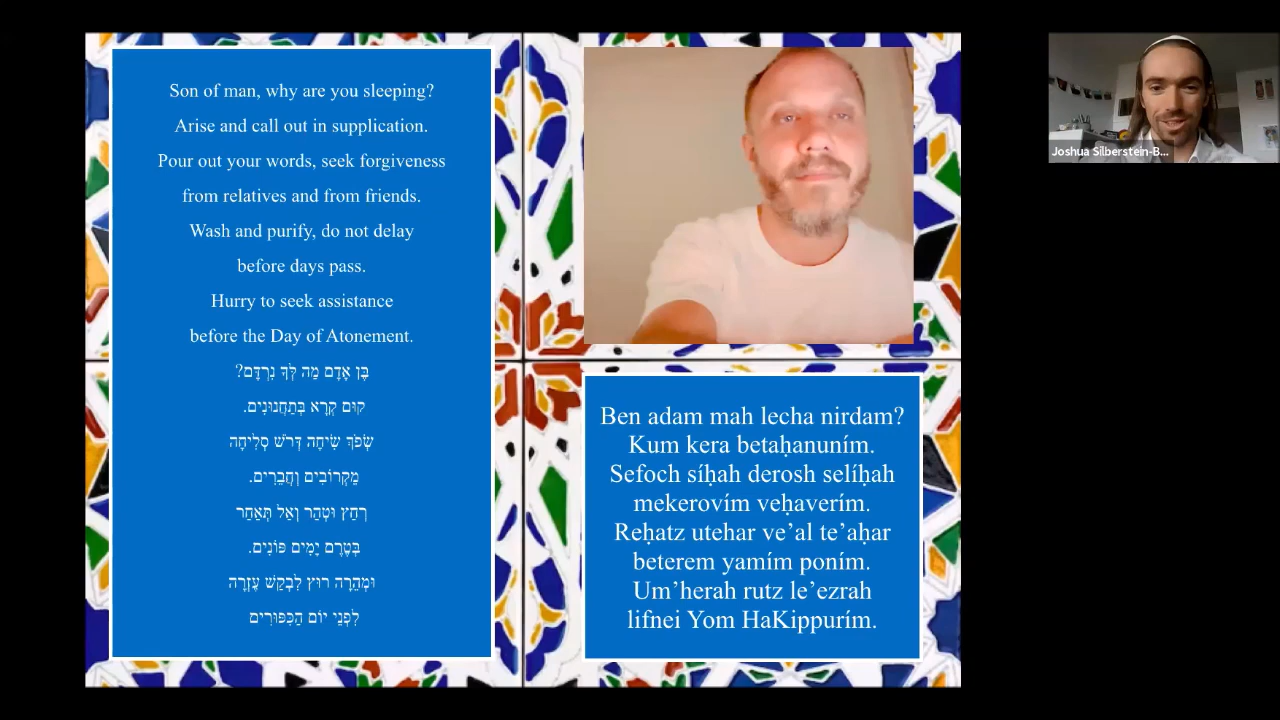 Son of man, why are you sleeping?
Arise and call out in supplication.
Pour out your words, seek forgiveness
from relatives and from friends.
Wash and purify, do not delay
before days pass.
Hurry to seek assistance
before the Day of Atonement.
בֶּן אָדָם מַה לְּךָ נִרְדָּם?
קוּם קְרָא בְּתַחֲנוּנִים.
שְׂפֹךְ שִׂיחָה דְּרֹשׁ סְלִיחָה
מִקְרוֹבִים וְחֲבֵרִים.
רְחַץ וּטְהַר וְאַל תְּאַחַר
בְּטֶרֶם יָמִים פּוֹנִים.
וּמְהֵרָה רוּץ לְבְקַשׁ עֶזְרָה
לִפְנֵי יוֹם הַכִּפּוּרִים
Ben adam mah lecha nirdam?
Kum kera betaḥanuním.
Sefoch síḥah derosh selíḥah
mekerovím veḥaverím.
Reḥatz utehar ve’al te’aḥar
beterem yamím poním.
Um’herah rutz le’ezrah
lifnei Yom HaKippurím.
Joshua Silberstein-B...